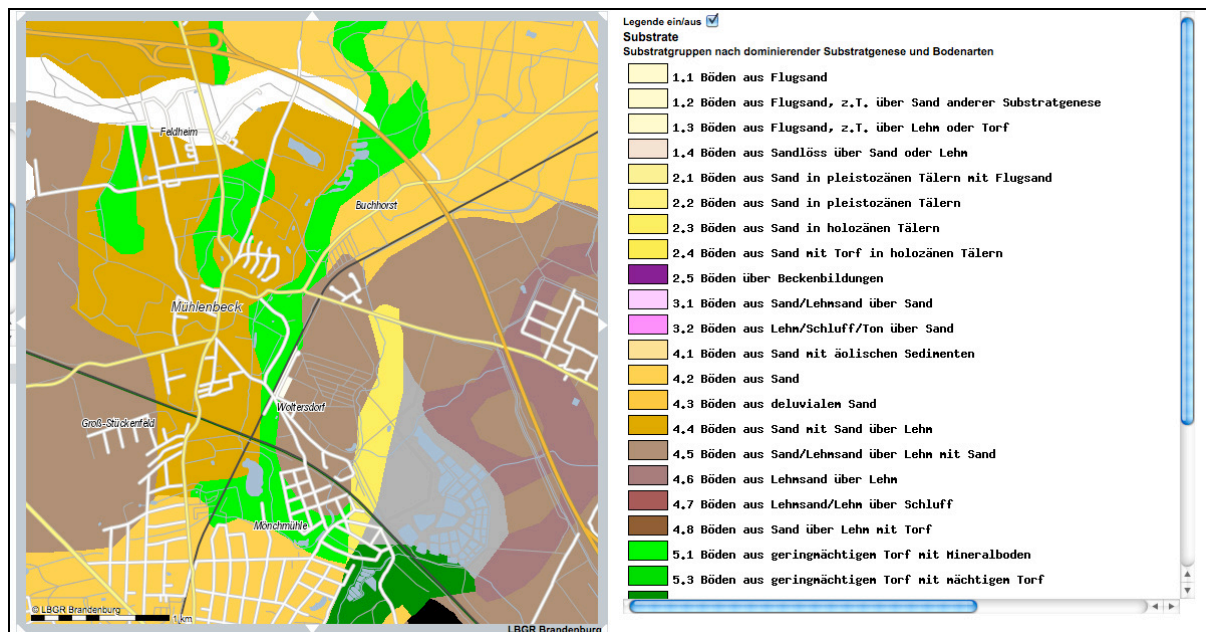 Legende ein/aus
Substrate
Substratgruppen nach dominierender Substratgenese und Bodenarten
1.1 Böden aus Flugsand
1.2 Böden aus Flugsand, z.T. über Sand anderer Substratgenese
1.3 Böden aus Flugsand, z.T. über Lehm oder Torf
1.4 Böden aus Sandlöss über Sand oder Lehm
2.1 Böden aus Sand in pleistozänen Tälern mit Flugsand
2.2 Böden aus Sand in pleistozänen Tälern
2.3 Böden aus Sand in holozänen Tälern
2.4 Böden aus Sand mit Torf in holozänen Tälern
2.5 Böden über Beckenbildungen
3.1 Böden aus Sand/Lehmsand über Sand
3.2 Böden aus Lehm/Schluff/Ton über Sand
4.1 Böden aus Sand mit äolischen Sedimenten
4.2 Böden aus Sand
4.3 Böden aus deluvialem Sand
4.4 Böden aus Sand mit Sand über Lehm
4.5 Böden aus Sand/Lehmsand über Lehm mit Sand
4.6 Böden aus Lehmsand über Lehm
4.7 Böden aus Lehmsand/Lehm über Schluff
4.8 Böden aus Sand über Lehm mit Torf
5.1 Böden aus geringmächtigem Torf mit Mineralboden
5.3 Böden aus geringmächtigem Torf mit mächtigem Torf
Feldheim
Buchhorst
Mühlenbeck
Woltersdorf
Groß-Stückenfeld
Mönchmühle
© LBGR Brandenburg
1 km
LBGR Brandenburg